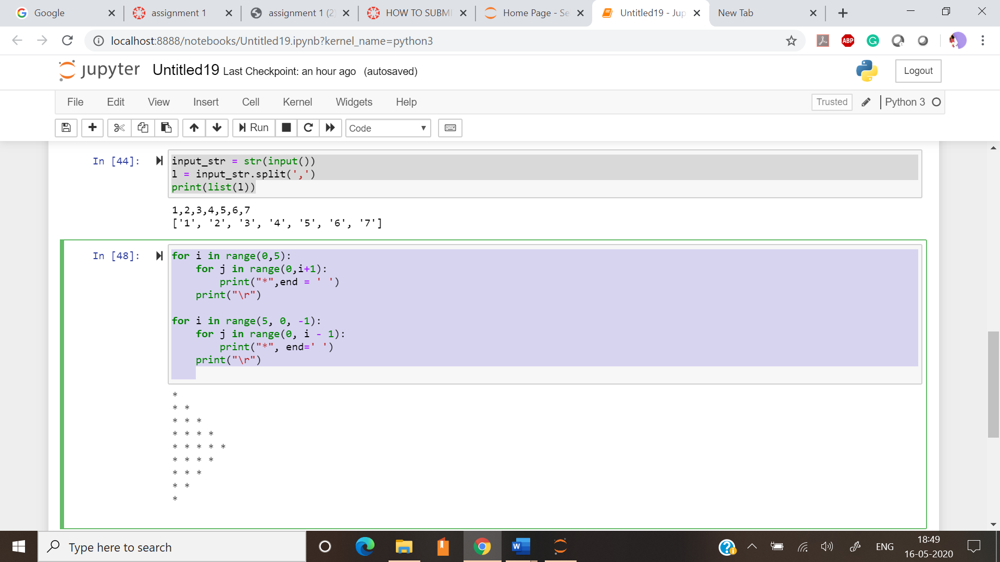 Google
assignment 1
assignment 1 (2)
HOW TO SUBMI
Home Page - Se
Untitled19 - Jup
New Tab
localhost:8888/notebooks/Untitled19.ipynb?kernel_name=python3
ABP
jupyter Untitled19 Last Checkpoint: an hour ago (autosaved)
Logout
File Edit View Insert Cell Kernel Widgets Help
Trusted
Python 3
Run
Code
In [44]:
input_str = str(input())
l = input_str.split(',')
print(list(l))
1,2,3,4,5,6,7
['1', '2', '3', '4', '5', '6', '7']
In [48]:
for i in range(0,5):
    for j in range(0,i+1):
        print("*",end = ' ')
    print("\r")
for i in range(5, 0, -1):
    for j in range(0, i - 1):
        print("*", end=' ')
    print("\r")
*
* *
* * *
* * * *
* * * * *
* * * *
* * *
* *
*
Type here to search
W
ENG
18:49
16-05-2020